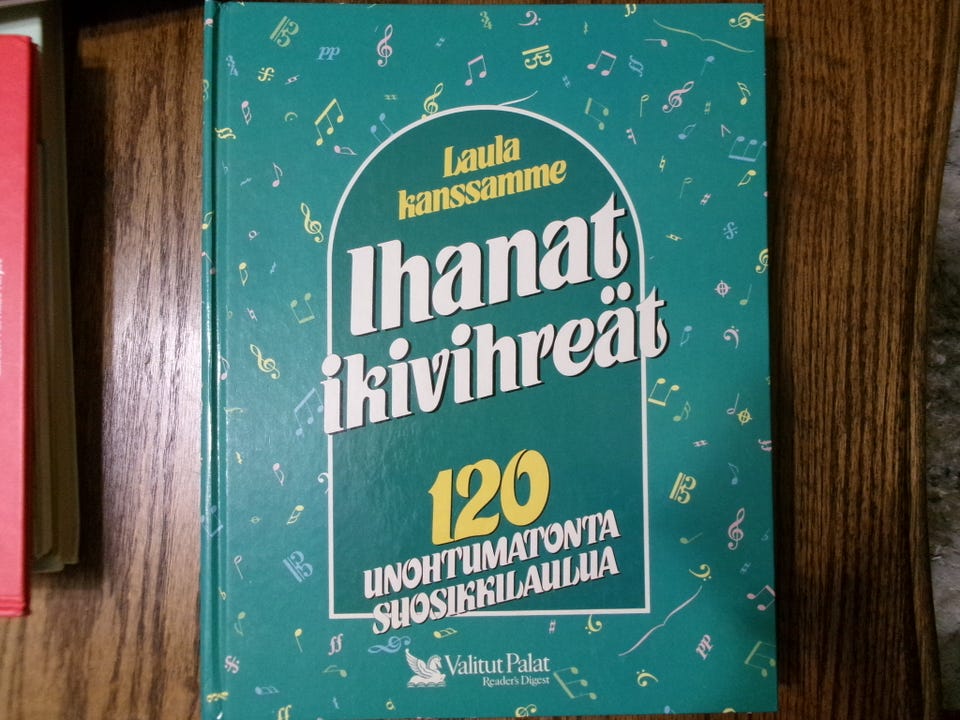 Laula
kanssamme
Ihanat
ikivihreät
120
UNOHTUMATONTA
SUOSIKKILAULUA
Valitut Palat
Reader's Digest